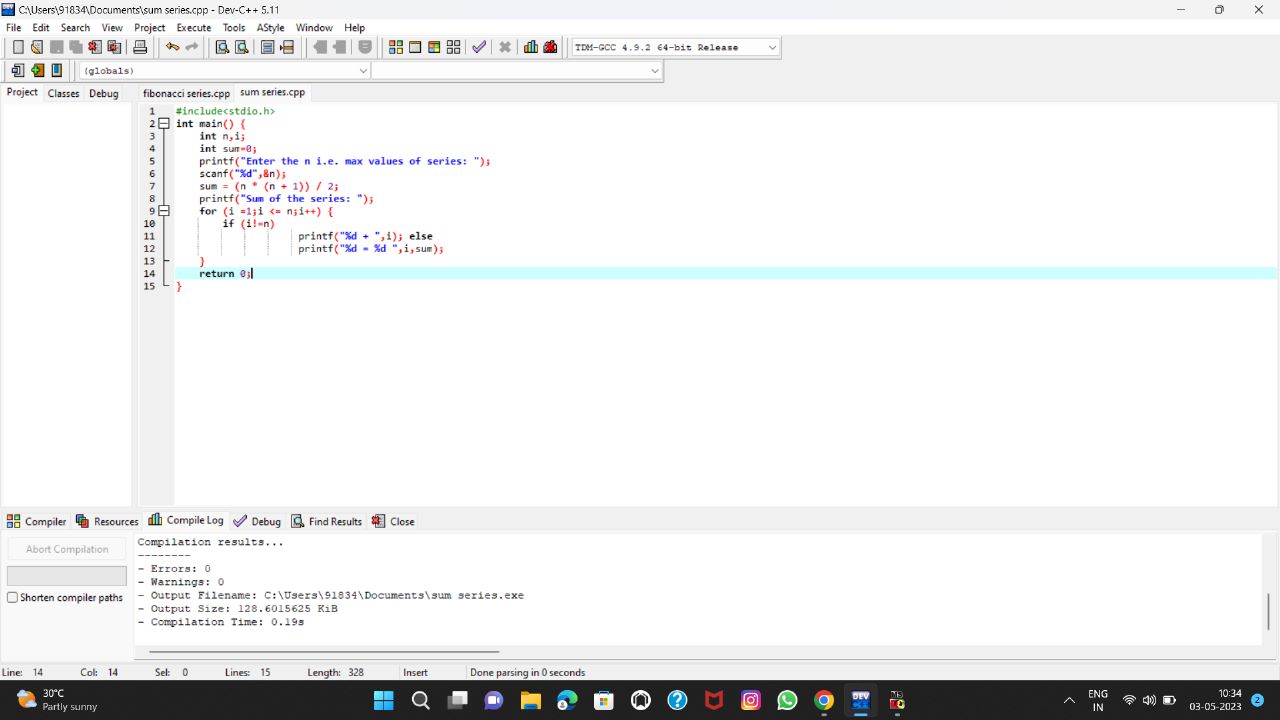 C:\Users\91834\Documents\sum series.cpp - Dev-C++ 5.11
File Edit Search View Project Execute Tools AStyle Window Help
TDM-GCC 4.9.2 64-bit Release
(globals)
Project Classes Debug fibonacci series.cpp sum series.cpp
1 #include<stdio.h>
2 int main() {
3 int n,i;
4 int sum=0;
5 printf("Enter the n i.e. max values of series: ");
6 scanf("%d",&n);
7 sum = (n * (n + 1)) / 2;
8 printf("Sum of the series: ");
9 for (i =1;i <= n;i++) {
10 if (i!=n)
11 printf("%d + ",i); else
12 printf("%d = %d ",i,sum);
13 }
14 return 0;
15 }
Compiler Resources Compile Log Debug Find Results Close
Abort Compilation
Shorten compiler paths
Compilation results...
--------
- Errors: 0
- Warnings: 0
- Output Filename: C:\Users\91834\Documents\sum series.exe
- Output Size: 128.6015625 KiB
- Compilation Time: 0.19s
Line: 14 Col: 14 Sel: 0 Lines: 15 Length: 328 Insert Done parsing in 0 seconds
30°C
Partly sunny
DEV
C++
ENG
IN
10:34
03-05-2023
2